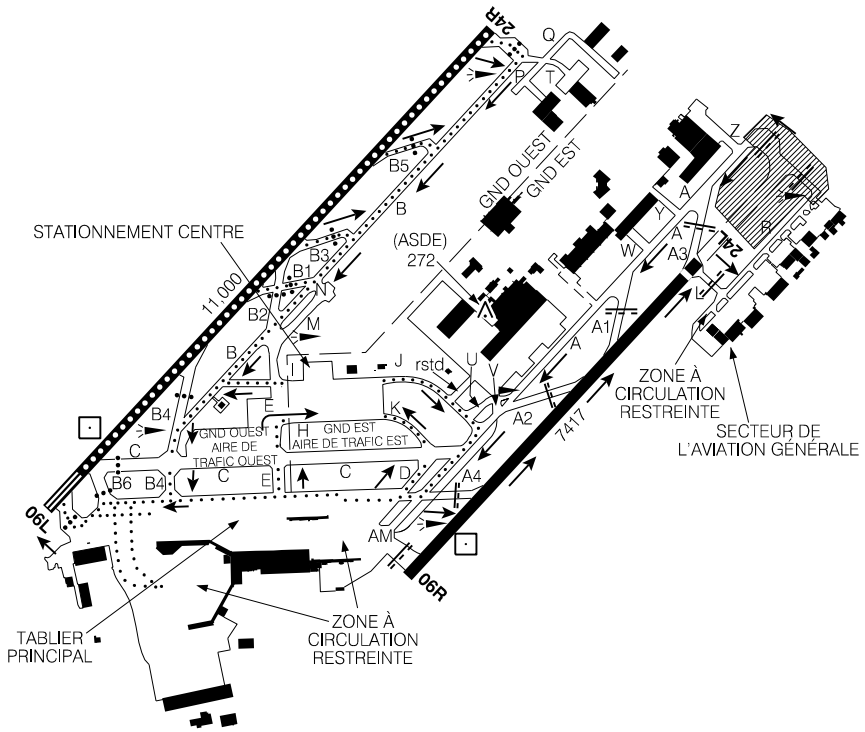 24R
Q
P
T
Z
GND OUEST
GND EST
B5
A
B
Y
R
STATIONNEMENT CENTRE
(ASDE)
272
W
A
A3
24L
B3
B1
11,000
N
L
B2
M
A1
B
I
J
rstd
U
V
A
ZONE À
CIRCULATION
RESTREINTE
E
K
B4
H
GND EST
AIRE DE TRAFIC EST
GND OUEST
AIRE DE
TRAFIC OUEST
A2
7417
SECTEUR DE
L'AVIATION GÉNÉRALE
C
B6
B4
C
E
C
D
A4
06L
AM
06R
TABLIER
PRINCIPAL
ZONE À
CIRCULATION
RESTREINTE